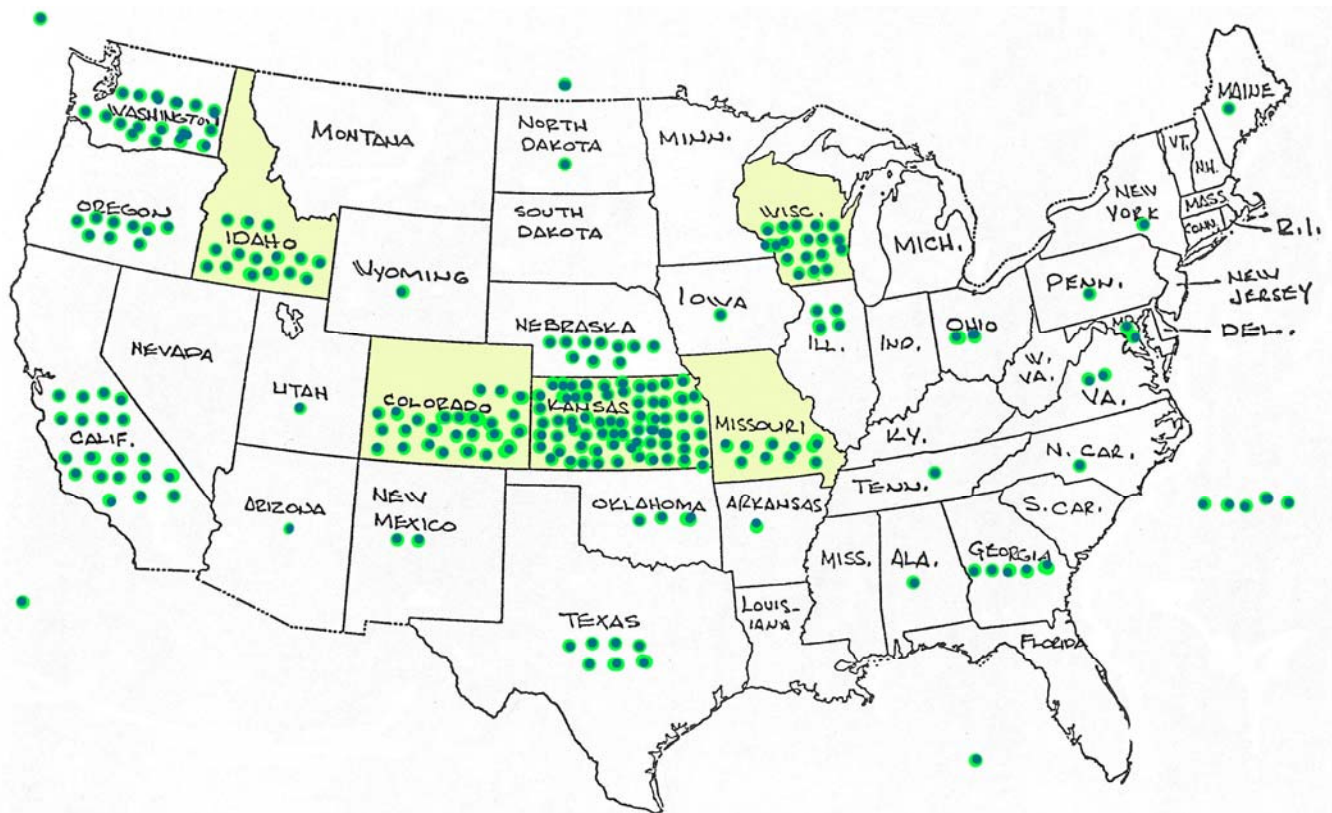 WASHINGTON
MONTANA
NORTH
DAKOTA
MINN.
MAINE
VT.
N.H.
OREGON
IDAHO
SOUTH
DAKOTA
WISC.
MICH.
NEW
YORK
MASS
CONN.
R.I.
WYOMING
IOWA
PENN.
NEW
JERSEY
NEBRASKA
NEVADA
UTAH
ILL.
IND.
OHIO
MD.
DEL.
W.
VA.
VA.
COLORADO
KANSAS
MISSOURI
KY.
CALIF.
N. CAR.
TENN.
ARIZONA
NEW
MEXICO
OKLAHOMA
ARKANSAS
S. CAR.
MISS.
ALA.
GEORGIA
LOUIS-
IANA
TEXAS
FLORIDA